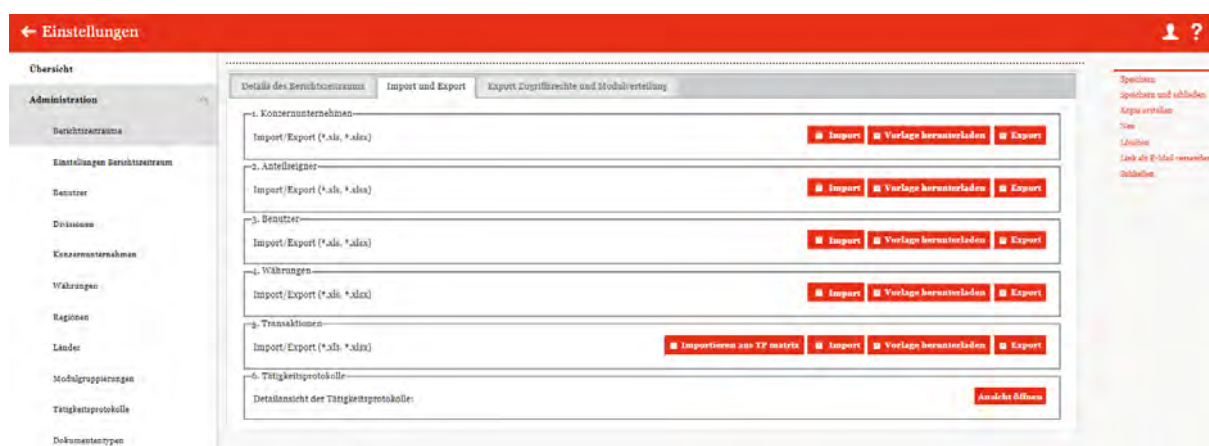 ← Einstellungen
?
Übersicht
Administration
Berichtszeiträume
Einstellungen Berichtszeitraum
Benutzer
Divisionen
Konzernunternehmen
Währungen
Regionen
Länder
Modulgruppierungen
Tätigkeitsprotokolle
Dokumententypen
Details des Berichtszeitraums
Import und Export
Export Zugriffsrechte und Modulverteilung
1. Konzernunternehmen
Import/Export (*.xls, *.xlsx)
Import
Vorlage herunterladen
Export
2. Anteilseigner
Import/Export (*.xls, *.xlsx)
Import
Vorlage herunterladen
Export
3. Benutzer
Import/Export (*.xls, *.xlsx)
Import
Vorlage herunterladen
Export
4. Währungen
Import/Export (*.xls, *.xlsx)
Import
Vorlage herunterladen
Export
5. Transaktionen
Import/Export (*.xls, *.xlsx)
Importieren aus TP matrix
Import
Vorlage herunterladen
Export
6. Tätigkeitsprotokolle
Detailansicht der Tätigkeitsprotokolle:
Ansicht öffnen
Speichern
Speichern und schließen
Kopie erstellen
Neu
Löschen
Link als E-Mail versenden
Schließen